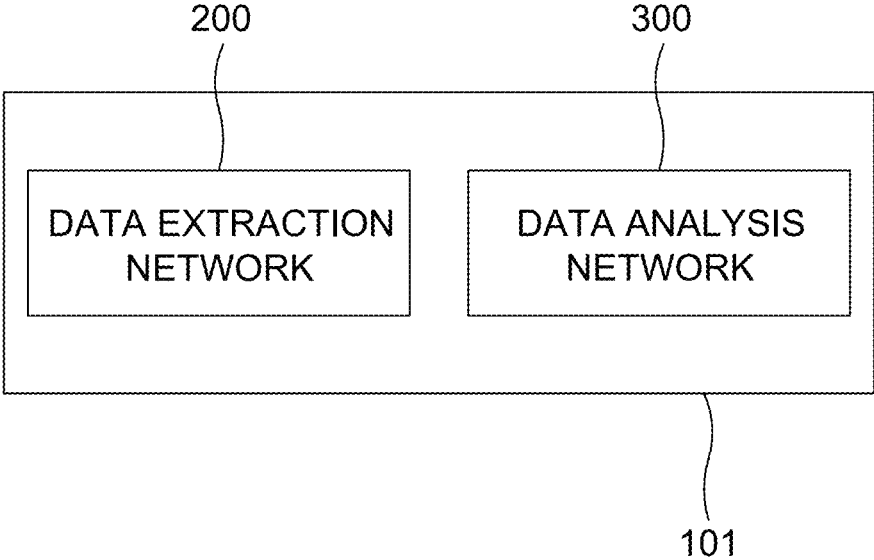 200
300
DATA EXTRACTION
NETWORK
DATA ANALYSIS
NETWORK
101